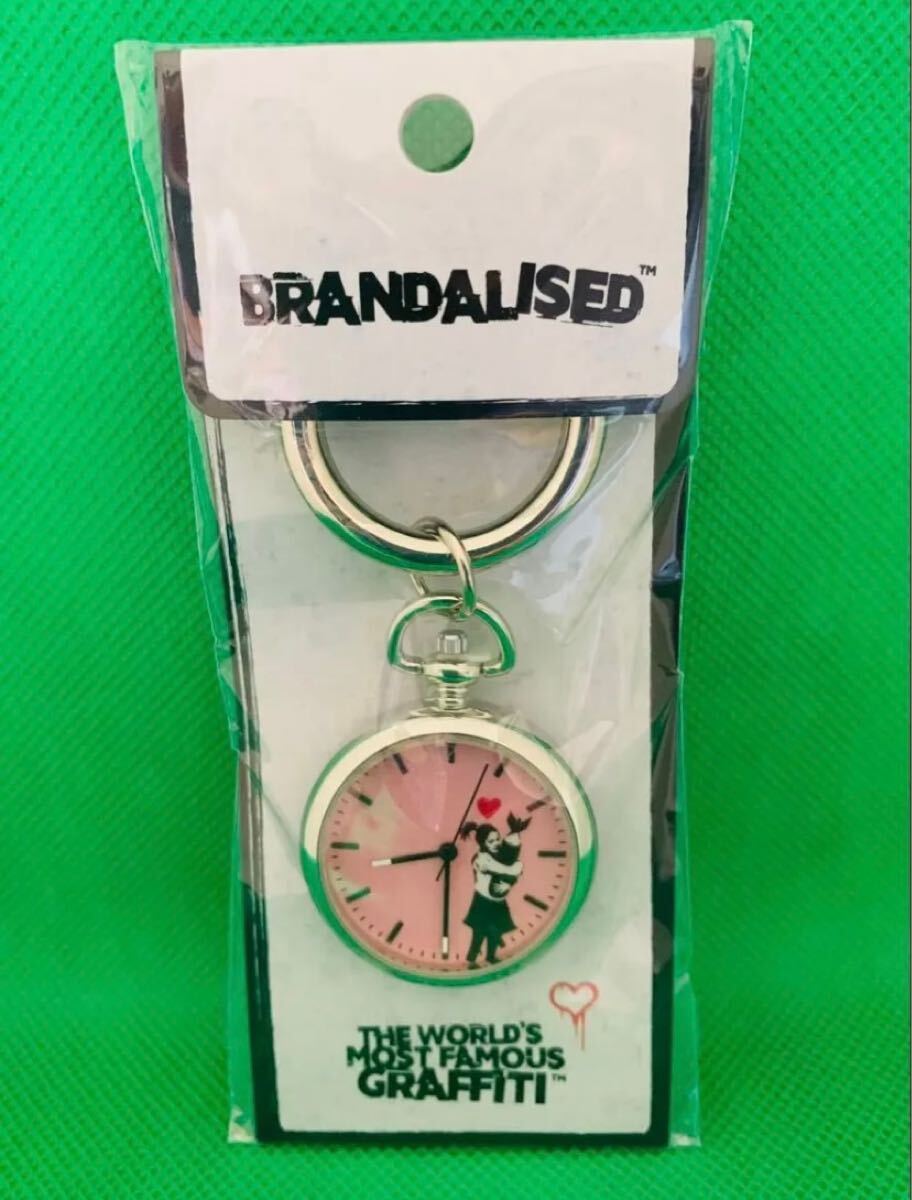 BRANDALISED™
THE WORLD'S
MOST FAMOUS
GRAFFITI™